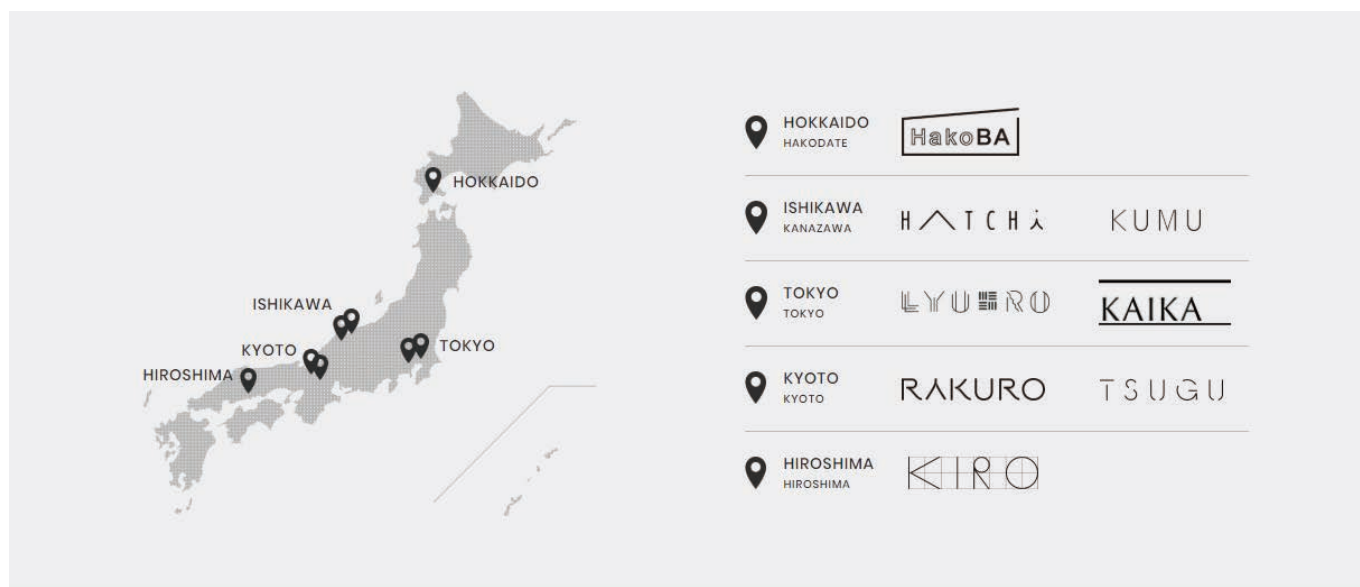 HOKKAIDO
ISHIKAWA
KYOTO
TOKYO
HIROSHIMA
HOKKAIDO
HAKODATE
HakoBA
ISHIKAWA
KANAZAWA
HATCHi
KUMU
TOKYO
TOKYO
LYURO
KAIKA
KYOTO
KYOTO
RAKURO
TSUGU
HIROSHIMA
HIROSHIMA
KIRO